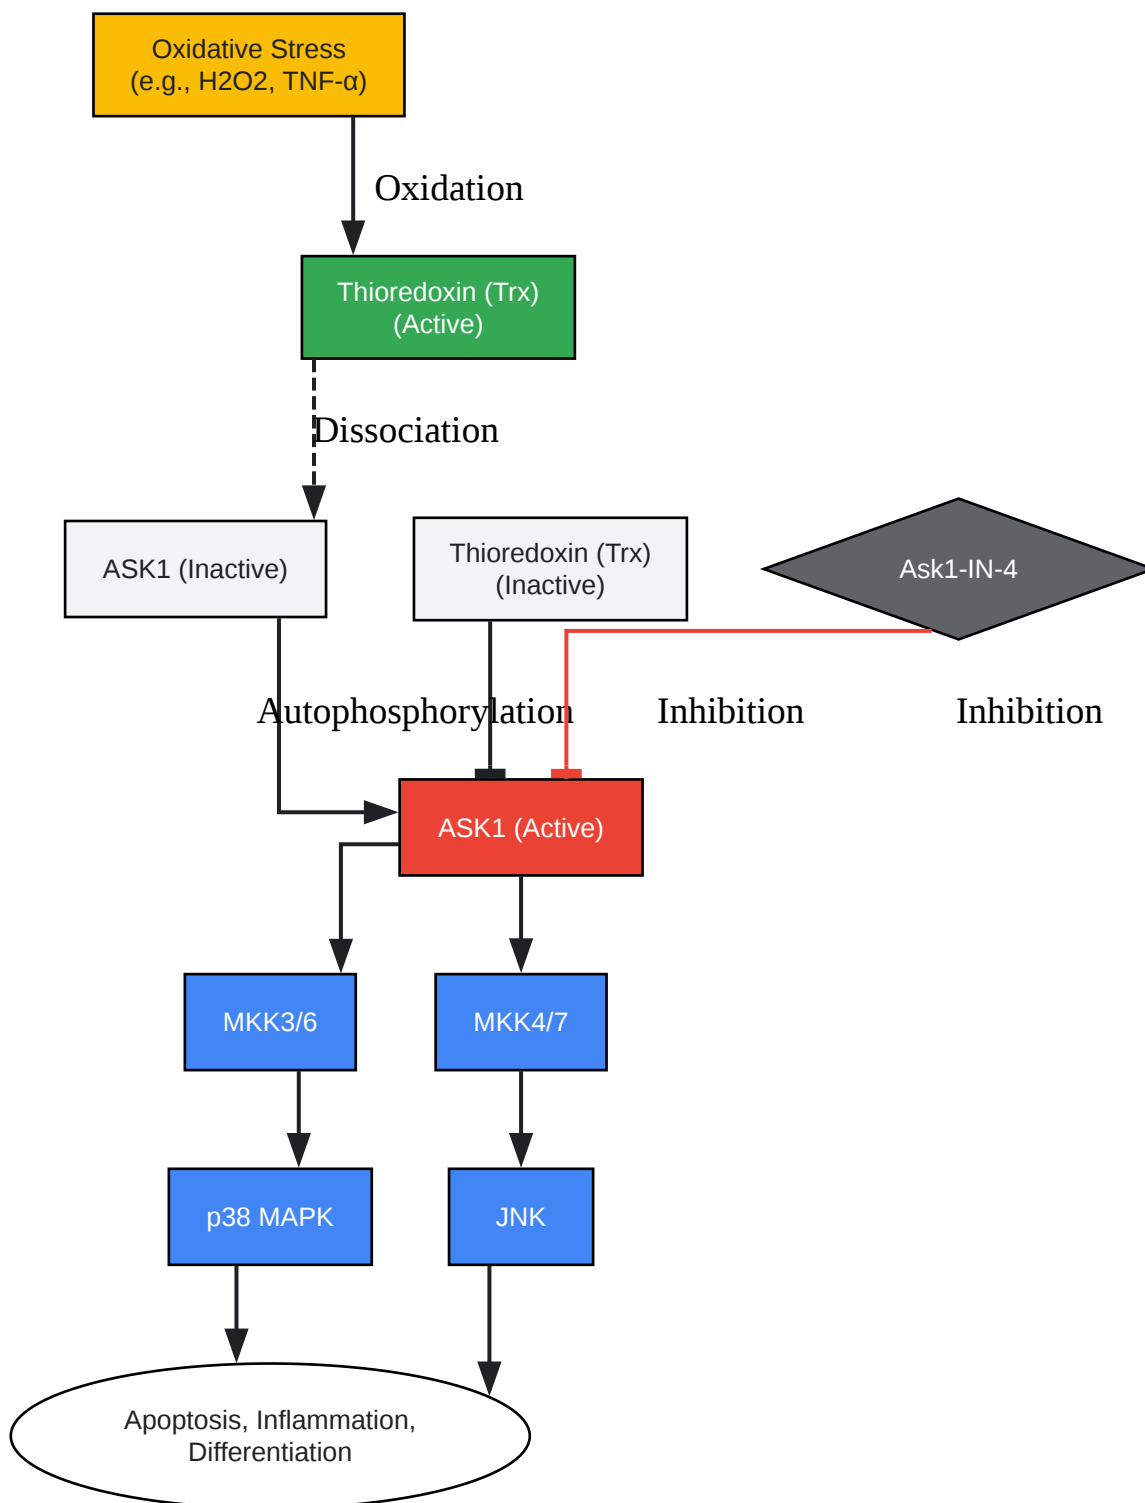 Oxidative Stress
(e.g., H2O2, TNF-α)
Oxidation
Thioredoxin (Trx)
(Active)
Dissociation
ASK1 (Inactive)
Thioredoxin (Trx)
(Inactive)
Ask1-IN-4
Autophosphorylation
Inhibition
Inhibition
ASK1 (Active)
MKK3/6
MKK4/7
p38 MAPK
JNK
Apoptosis, Inflammation,
Differentiation